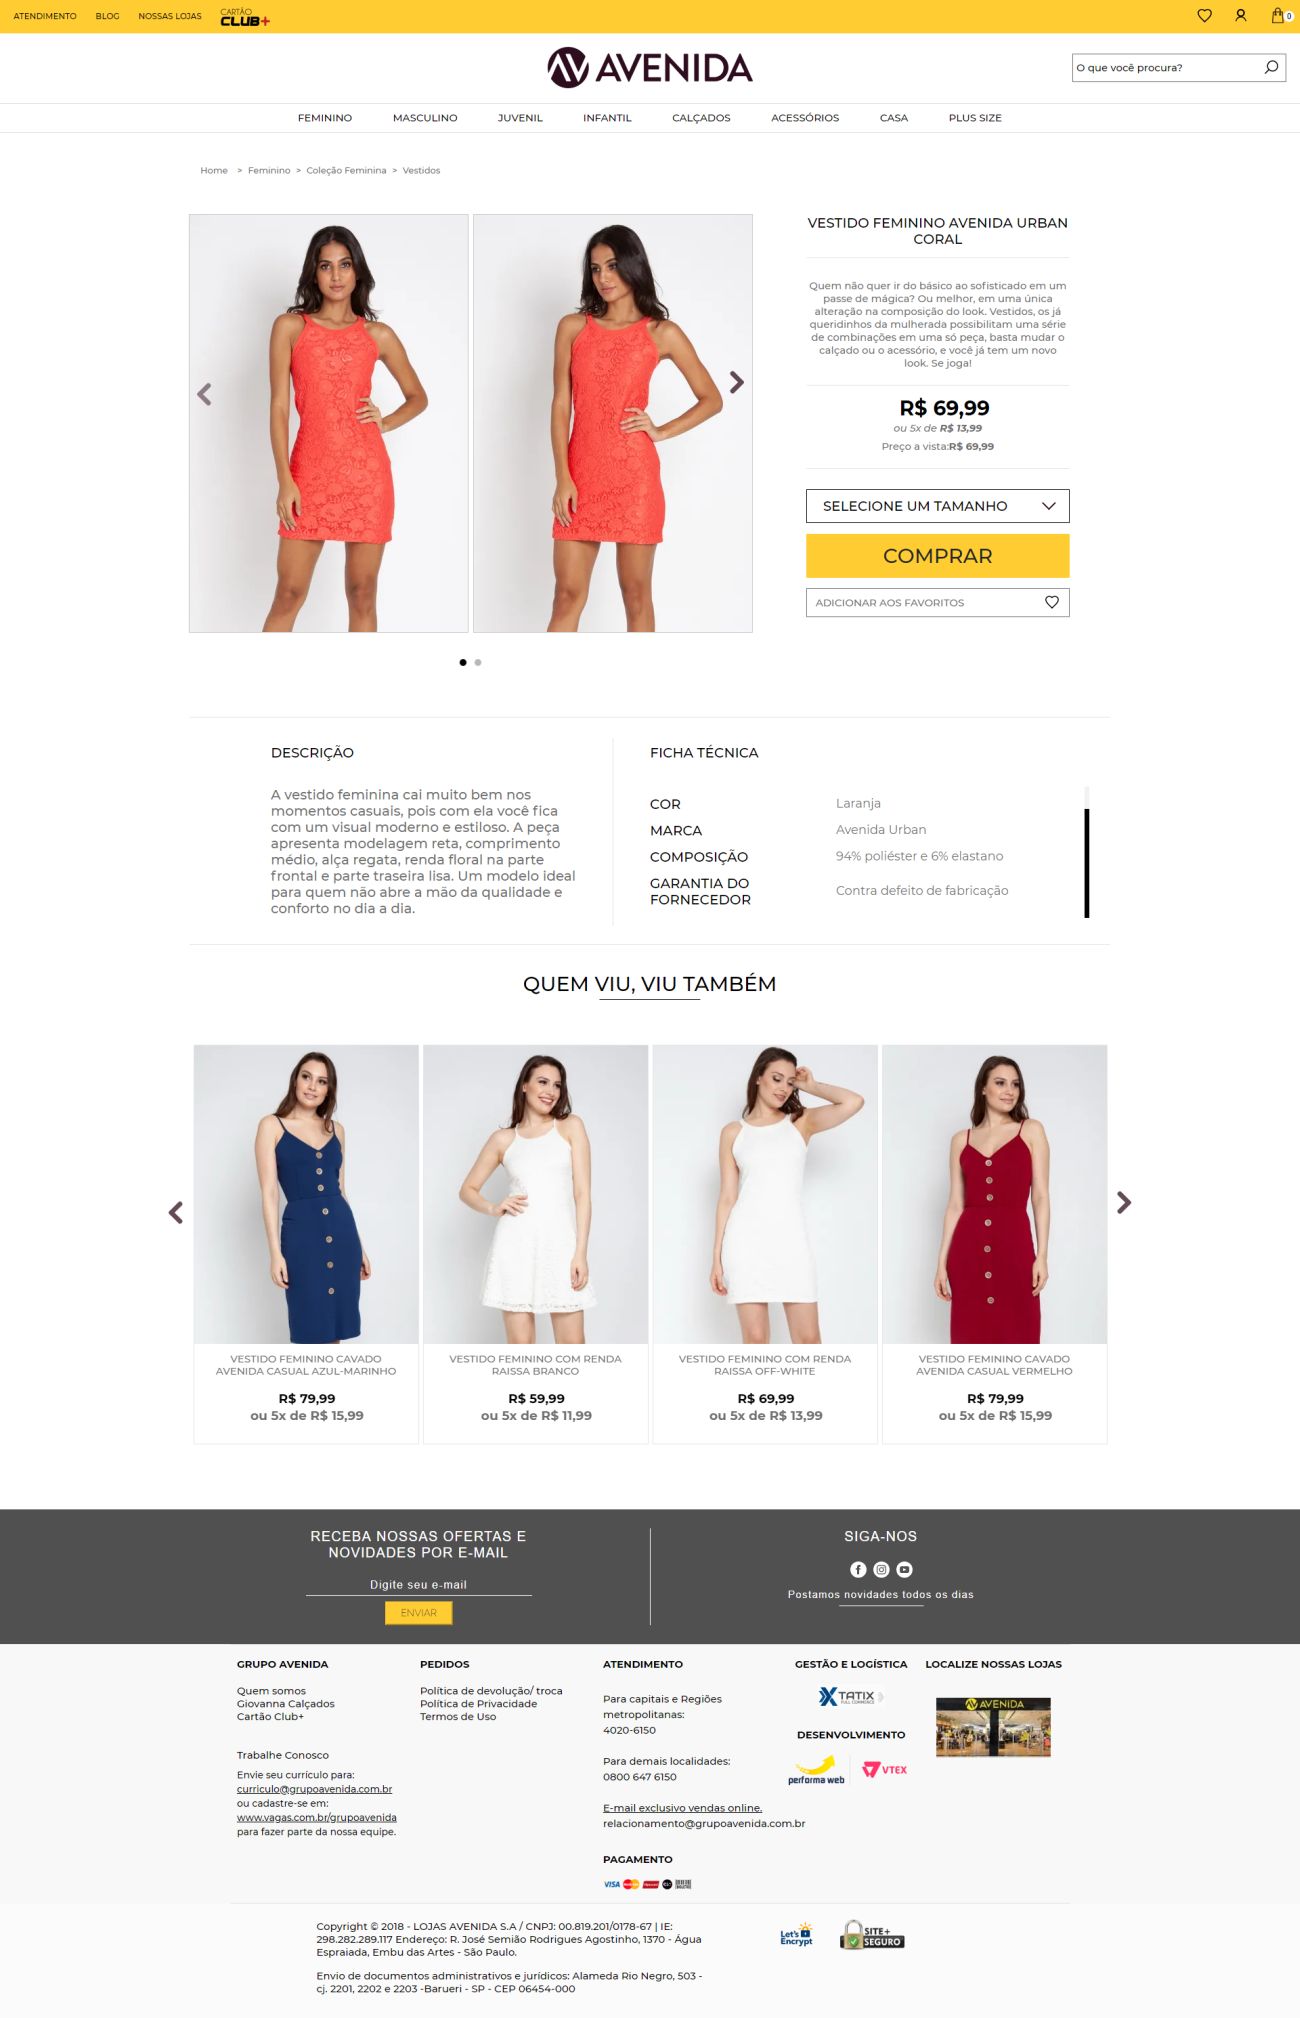 ATENDIMENTO BLOG NOSSAS LOJAS CARTÃO CLUB+ 0
AVENIDA
O que você procura?
FEMININO MASCULINO JUVENIL INFANTIL CALÇADOS ACESSÓRIOS CASA PLUS SIZE
Home > Feminino > Coleção Feminina > Vestidos
VESTIDO FEMININO AVENIDA URBAN
CORAL
Quem não quer ir do básico ao sofisticado em um
passe de mágica? Ou melhor, em uma única
alteração na composição do look. Vestidos, os já
queridinhos da mulherada possibilitam uma série
de combinações em uma só peça, basta mudar o
calçado ou o acessório, e você já tem um novo
look. Se joga!
R$ 69,99
ou 5x de R$ 13,99
Preço a vista:R$ 69,99
SELECIONE UM TAMANHO
COMPRAR
ADICIONAR AOS FAVORITOS
DESCRIÇÃO
A vestido feminina cai muito bem nos
momentos casuais, pois com ela você fica
com um visual moderno e estiloso. A peça
apresenta modelagem reta, comprimento
médio, alça regata, renda floral na parte
frontal e parte traseira lisa. Um modelo ideal
para quem não abre a mão da qualidade e
conforto no dia a dia.
FICHA TÉCNICA
COR Laranja
MARCA Avenida Urban
COMPOSIÇÃO 94% poliéster e 6% elastano
GARANTIA DO
FORNECEDOR Contra defeito de fabricação
QUEM VIU, VIU TAMBÉM
VESTIDO FEMININO CAVADO
AVENIDA CASUAL AZUL-MARINHO
R$ 79,99
ou 5x de R$ 15,99
VESTIDO FEMININO COM RENDA
RAISSA BRANCO
R$ 59,99
ou 5x de R$ 11,99
VESTIDO FEMININO COM RENDA
RAISSA OFF-WHITE
R$ 69,99
ou 5x de R$ 13,99
VESTIDO FEMININO CAVADO
AVENIDA CASUAL VERMELHO
R$ 79,99
ou 5x de R$ 15,99
RECEBA NOSSAS OFERTAS E
NOVIDADES POR E-MAIL
Digite seu e-mail
ENVIAR
SIGA-NOS
Postamos novidades todos os dias
GRUPO AVENIDA
Quem somos
Giovanna Calçados
Cartão Club+
Trabalhe Conosco
Envie seu currículo para:
curriculo@grupoavenida.com.br
ou cadastre-se em:
www.vagas.com.br/grupoavenida
para fazer parte da nossa equipe.
PEDIDOS
Política de devolução/ troca
Política de Privacidade
Termos de Uso
ATENDIMENTO
Para capitais e Regiões
metropolitanas:
4020-6150
Para demais localidades:
0800 647 6150
E-mail exclusivo vendas online.
relacionamento@grupoavenida.com.br
PAGAMENTO
VISA
GESTÃO E LOGÍSTICA
TATIX
FULL COMMERCE
DESENVOLVIMENTO
performa web
VTEX
LOCALIZE NOSSAS LOJAS
AVENIDA
Copyright © 2018 - LOJAS AVENIDA S.A / CNPJ: 00.819.201/0178-67 | IE:
298.282.289.117 Endereço: R. José Semião Rodrigues Agostinho, 1370 - Água
Espraiada, Embu das Artes - São Paulo.
Envio de documentos administrativos e jurídicos: Alameda Rio Negro, 503 -
cj. 2201, 2202 e 2203 -Barueri - SP - CEP 06454-000
Let's
Encrypt
SITE+
SEGURO